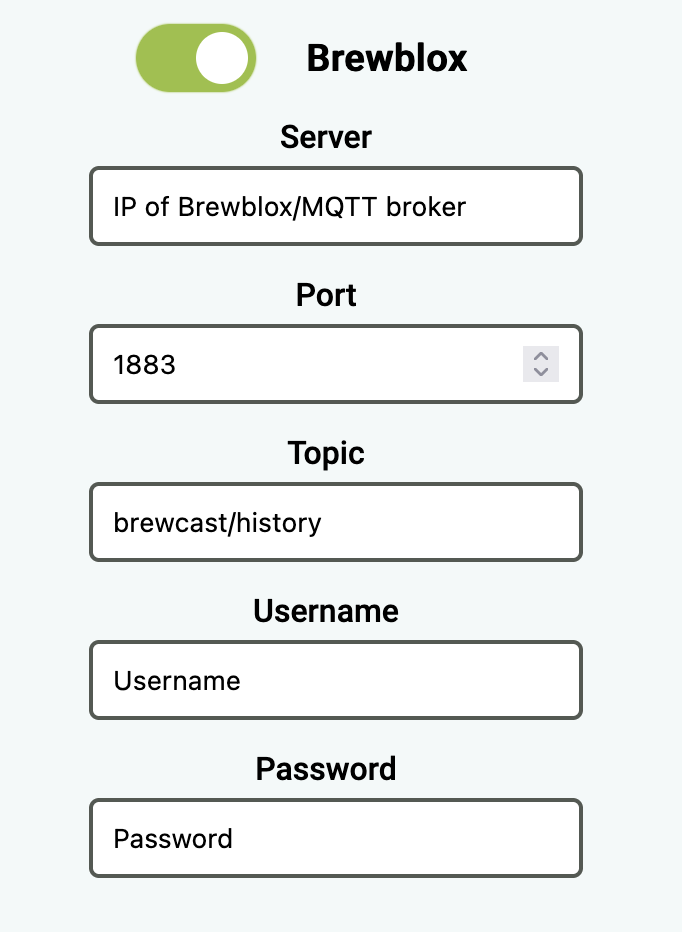 Brewblox
Server
IP of Brewblox/MQTT broker
Port
1883
Topic
brewcast/history
Username
Username
Password
Password